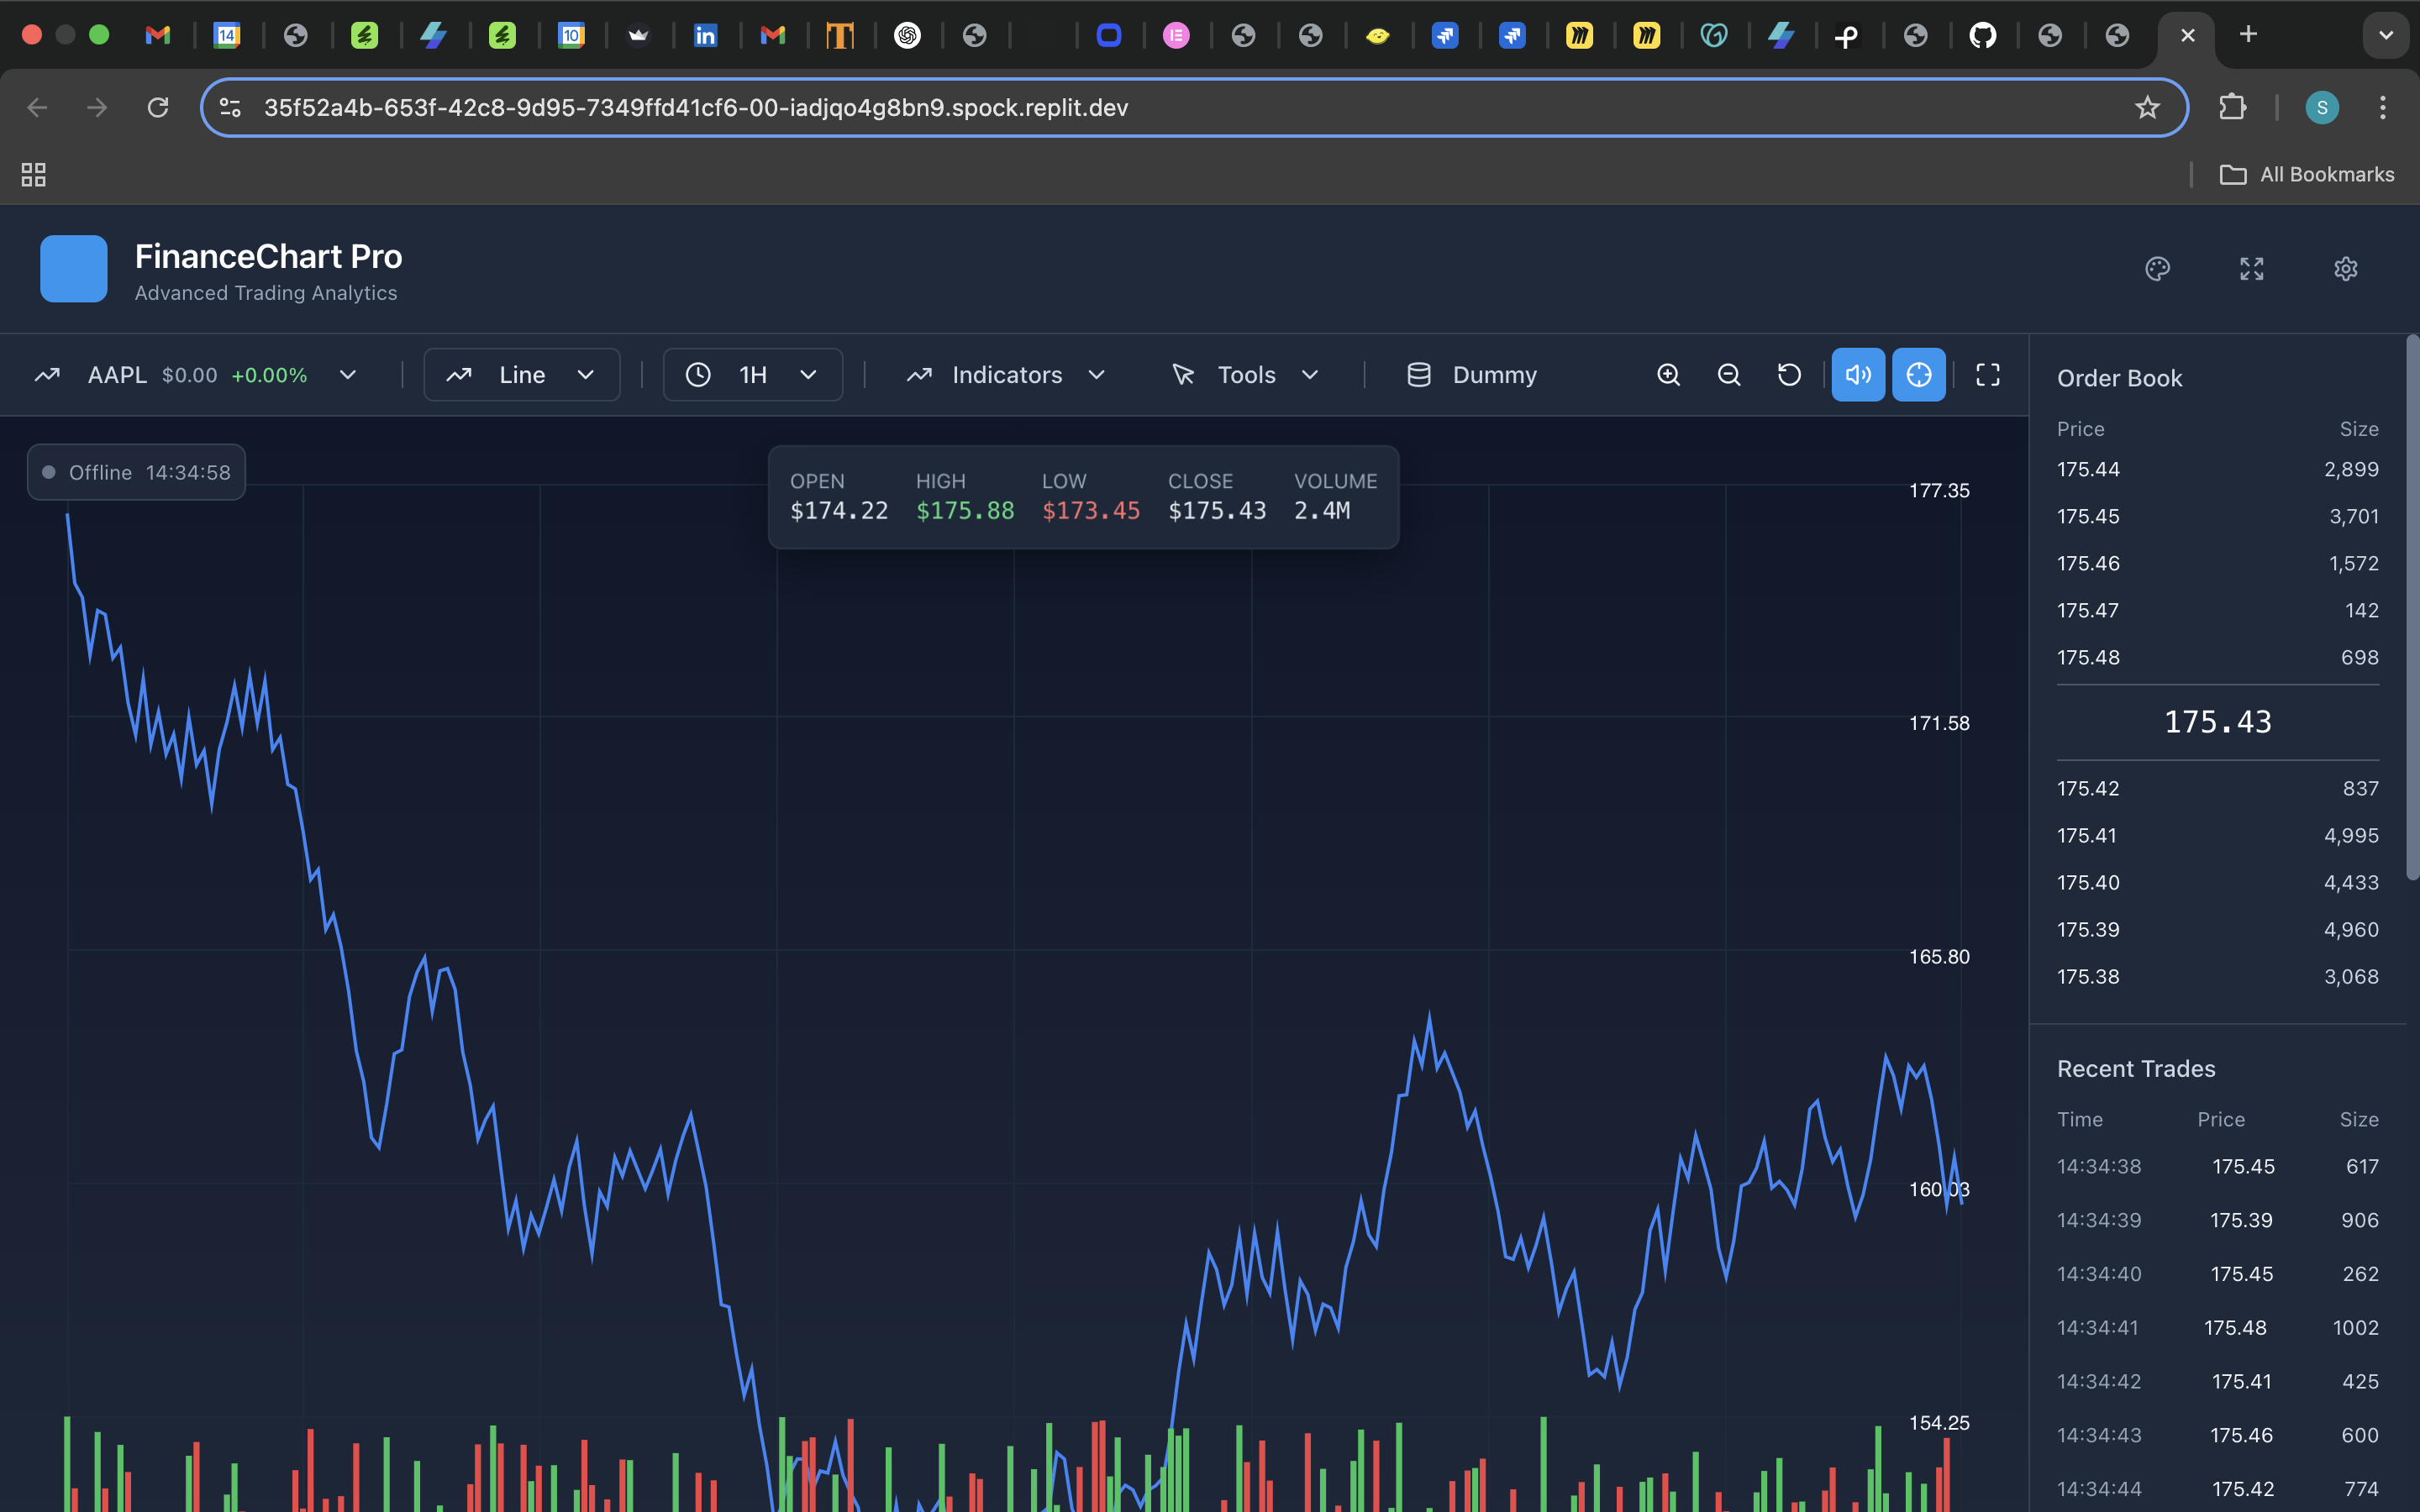 14
10
35f52a4b-653f-42c8-9d95-7349ffd41cf6-00-iadjqo4g8bn9.spock.replit.dev
S
All Bookmarks
FinanceChart Pro
Advanced Trading Analytics
AAPL $0.00 +0.00%
Line
1H
Indicators
Tools
Dummy
Offline 14:34:58
OPEN HIGH LOW CLOSE VOLUME
$174.22 $175.88 $173.45 $175.43 2.4M
177.35
171.58
165.80
160.03
154.25
Order Book
Price Size
175.44 2,899
175.45 3,701
175.46 1,572
175.47 142
175.48 698
175.43
175.42 837
175.41 4,995
175.40 4,433
175.39 4,960
175.38 3,068
Recent Trades
Time Price Size
14:34:38 175.45 617
14:34:39 175.39 906
14:34:40 175.45 262
14:34:41 175.48 1002
14:34:42 175.41 425
14:34:43 175.46 600
14:34:44 175.42 774